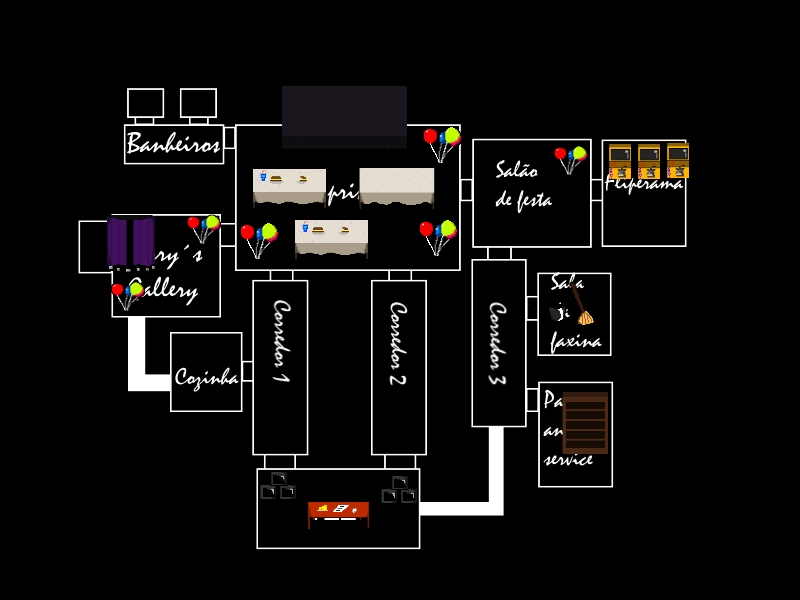 Banheiros
Salão
de festa
Fliperama
ry´s
Gallery
Corredor 1
Corredor 2
Corredor 3
Sala
faxina
Cozinha
Pa
an
service